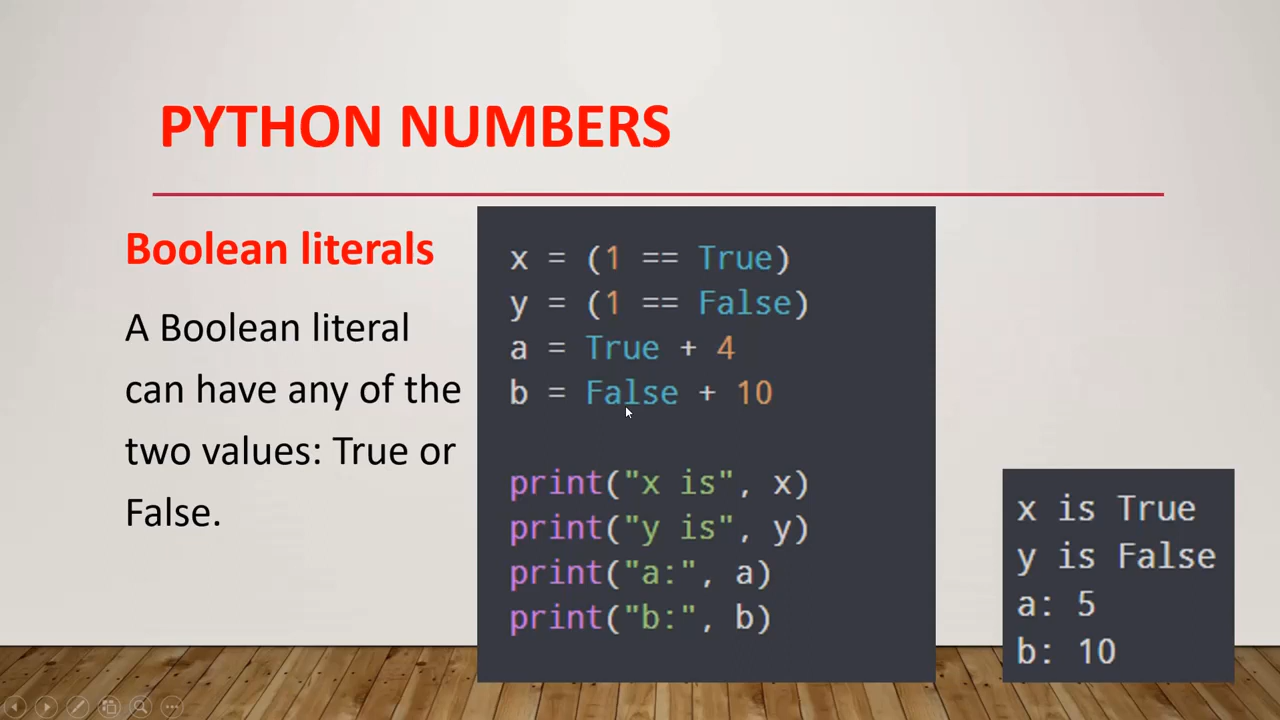 PYTHON NUMBERS
Boolean literals
A Boolean literal
can have any of the
two values: True or
False.
x = (1 == True)
y = (1 == False)
a = True + 4
b = False + 10
print("x is", x)
print("y is", y)
print("a:", a)
print("b:", b)
x is True
y is False
a: 5
b: 10